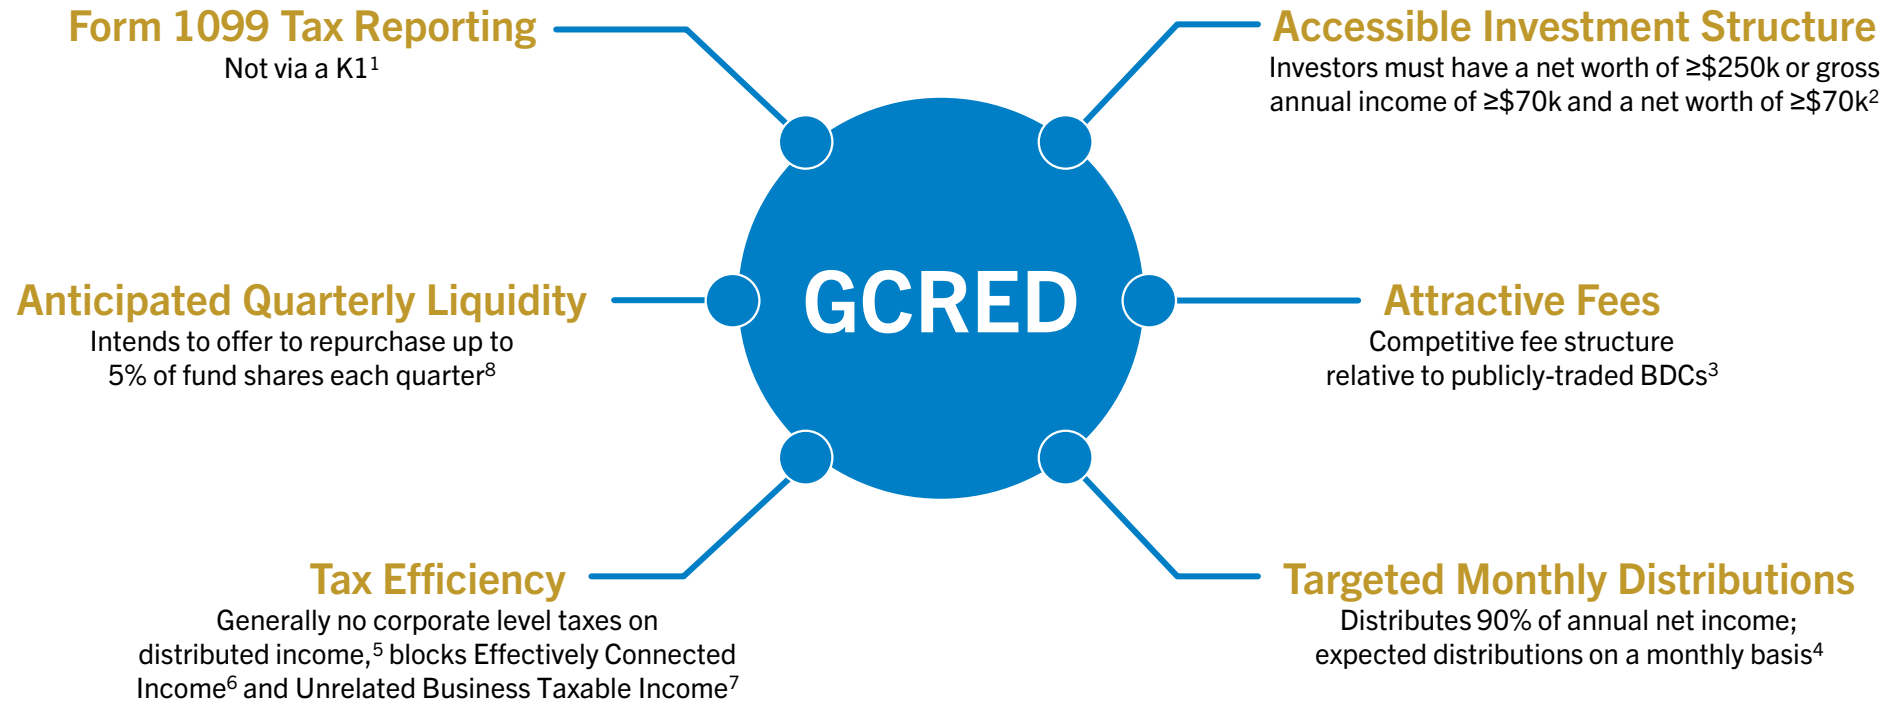 Form 1099 Tax Reporting
Not via a K1¹
Accessible Investment Structure
Investors must have a net worth of ≥$250k or gross
annual income of ≥$70k and a net worth of ≥$70k²
GCRED
Anticipated Quarterly Liquidity
Intends to offer to repurchase up to
5% of fund shares each quarter⁸
Attractive Fees
Competitive fee structure
relative to publicly-traded BDCs³
Tax Efficiency
Generally no corporate level taxes on
distributed income,⁵ blocks Effectively Connected
Income⁶ and Unrelated Business Taxable Income⁷
Targeted Monthly Distributions
Distributes 90% of annual net income;
expected distributions on a monthly basis⁴